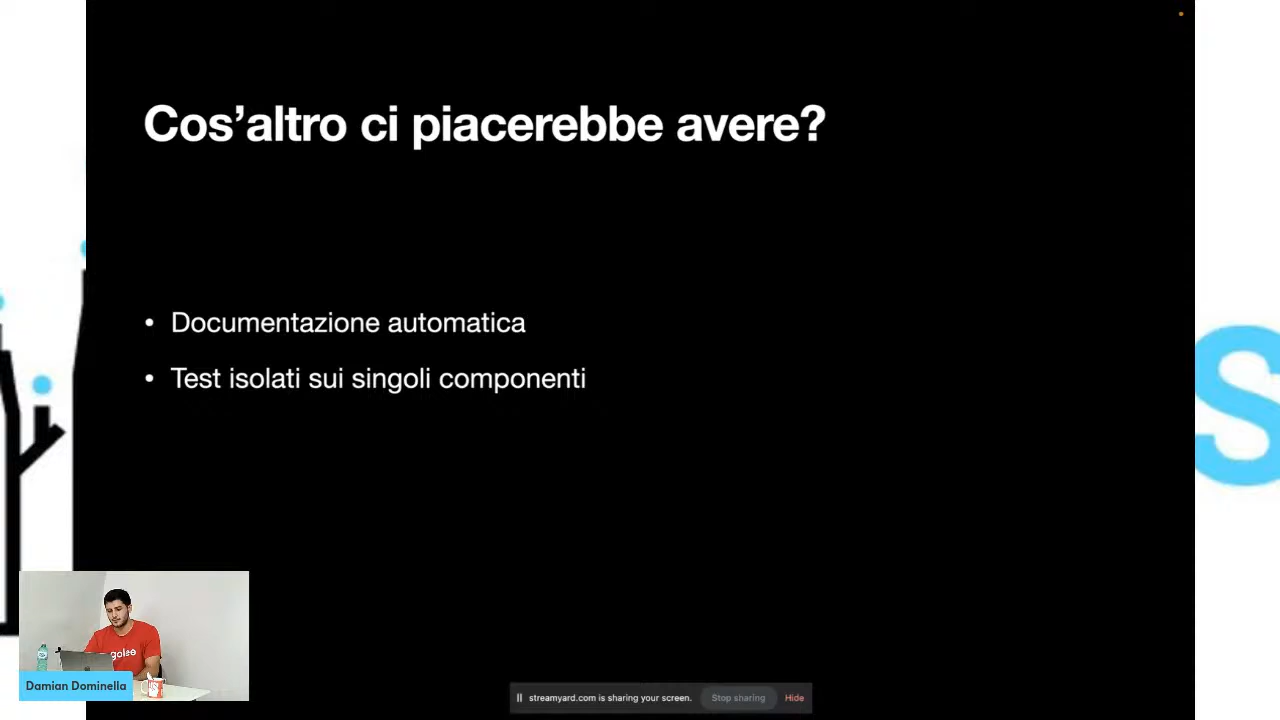 Cos’altro ci piacerebbe avere?
• Documentazione automatica
• Test isolati sui singoli componenti
S
golee
Damian Dominella
streamyard.com is sharing your screen. Stop sharing Hide